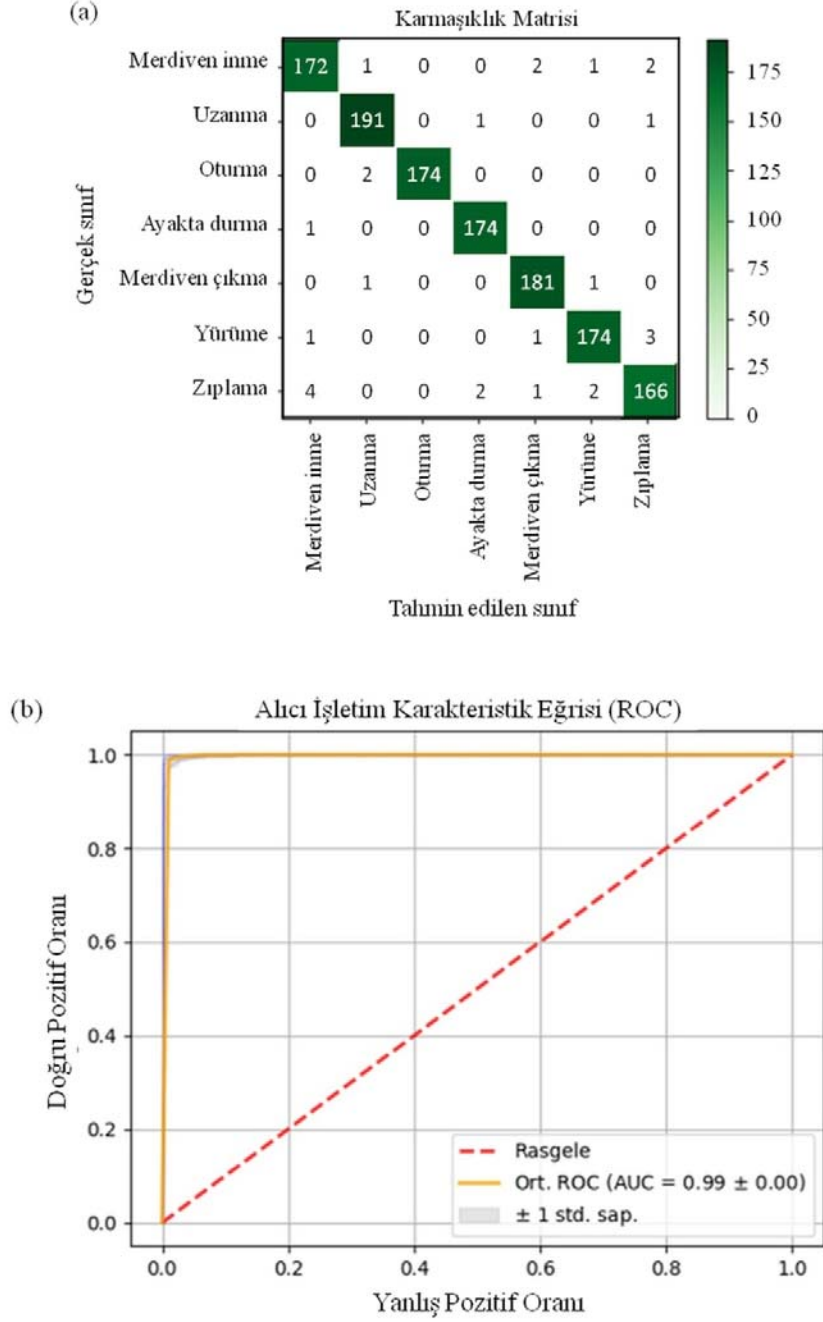 (a)
Karmaşıklık Matrisi
Merdiven inme 172 1 0 0 2 1 2
Uzanma 0 191 0 1 0 0 1
Oturma 0 2 174 0 0 0 0
Ayakta durma 1 0 0 174 0 0 0
Merdiven çıkma 0 1 0 0 181 1 0
Yürüme 1 0 0 0 1 174 3
Zıplama 4 0 0 2 1 2 166
Gerçek sınıf
175
150
125
100
75
50
25
0
Merdiven inme
Uzanma
Oturma
Ayakta durma
Merdiven çıkma
Yürüme
Zıplama
Tahmin edilen sınıf
(b)
Alıcı İşletim Karakteristik Eğrisi (ROC)
Doğru Pozitif Oranı
1.0
0.8
0.6
0.4
0.2
0.0
Rasgele
Ort. ROC (AUC = 0.99 ± 0.00)
± 1 std. sap.
0.0 0.2 0.4 0.6 0.8 1.0
Yanlış Pozitif Oranı